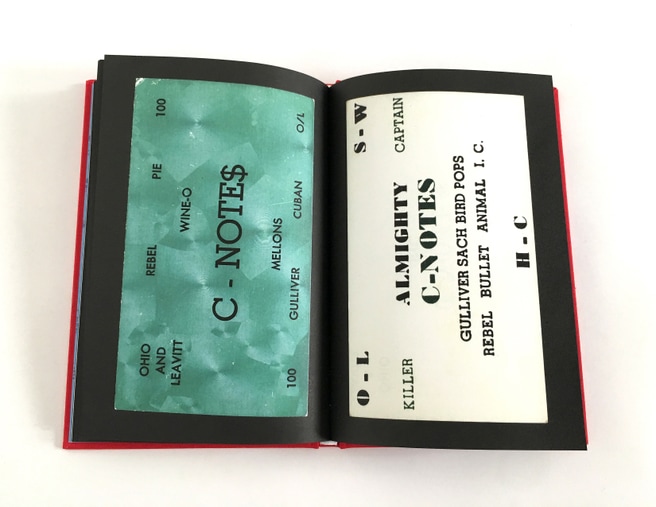 OHIO
AND
LEAVITT
REBEL PIE 100
WINE-O
C - NOTE$
MELLONS
GULLIVER CUBAN
100 O/L
O - L S - W
KILLER CAPTAIN
ALMIGHTY
C-NOTES
GULLIVER SACH BIRD POPS
REBEL BULLET ANIMAL I. C.
H - C